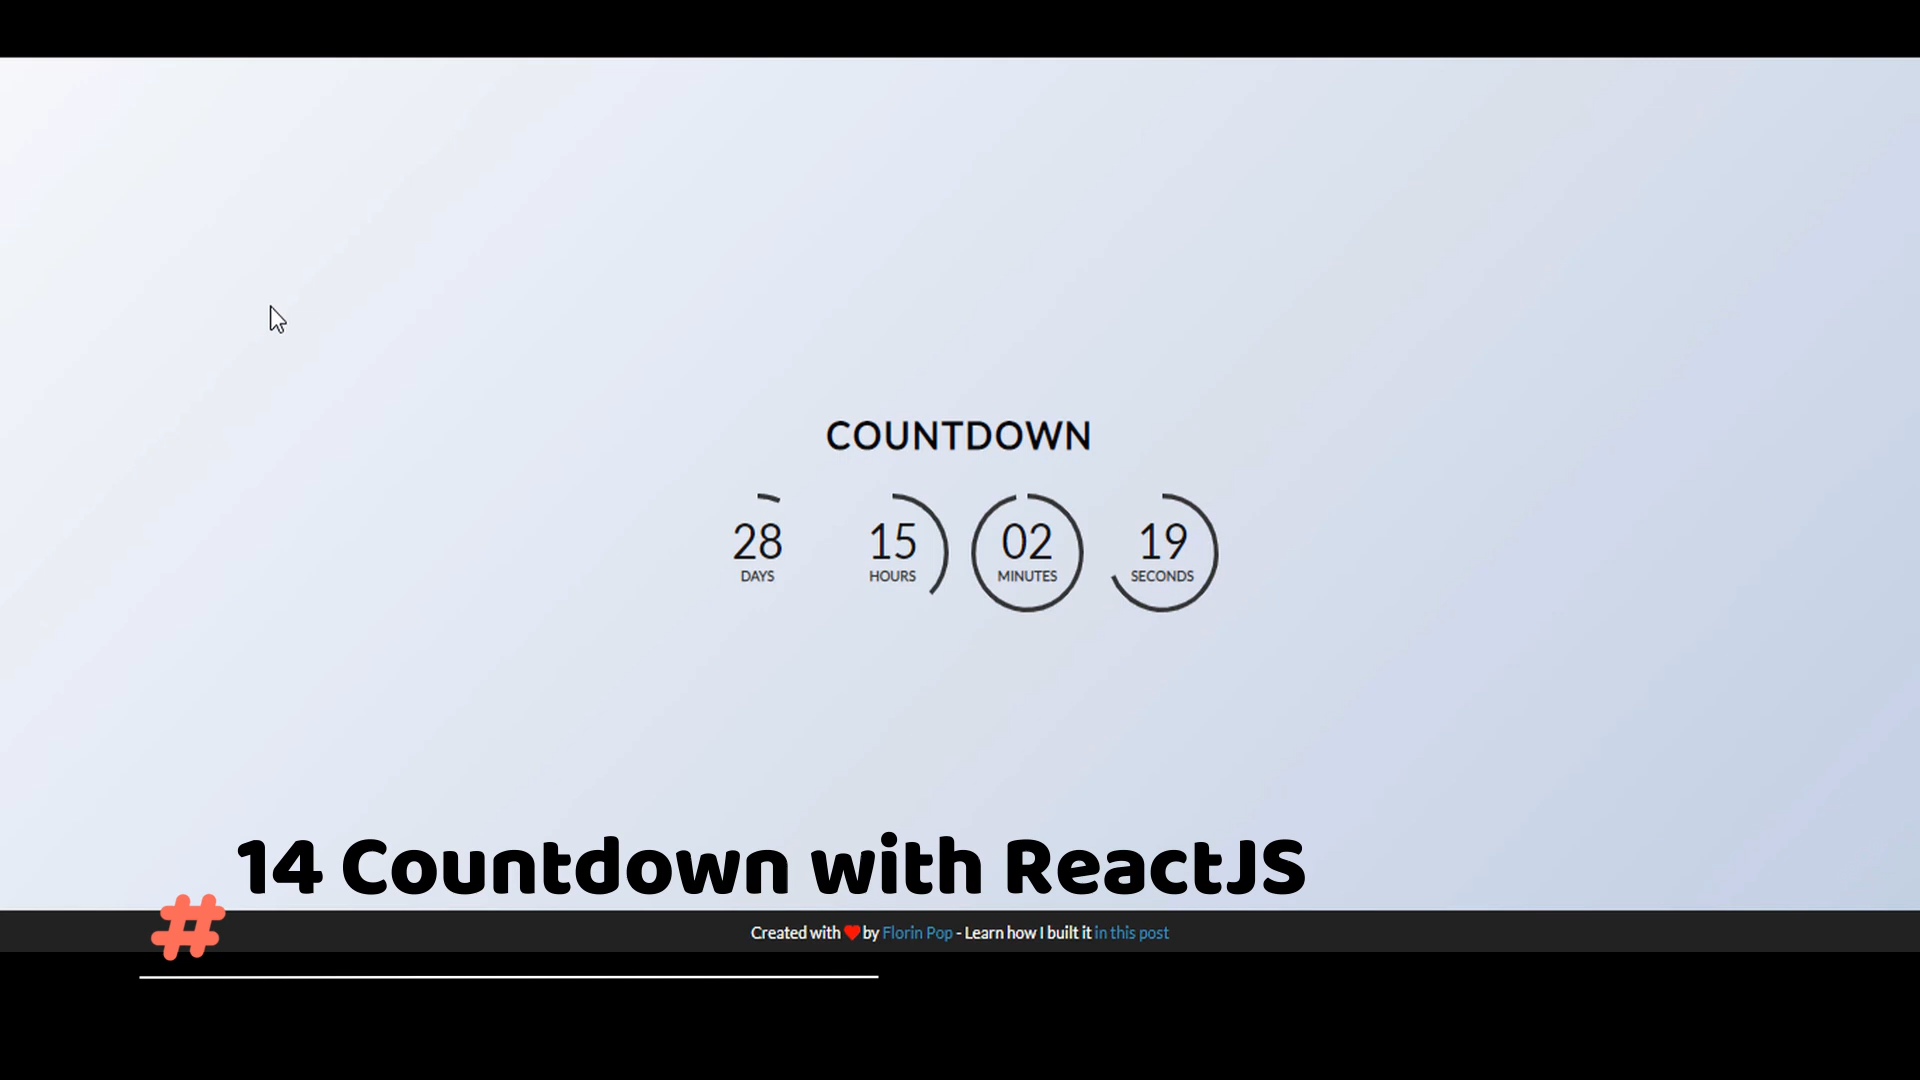 COUNTDOWN
28 15 02 19
DAYS HOURS MINUTES SECONDS
# 14 Countdown with ReactJS
Created with ❤ by Florin Pop - Learn how I built it in this post